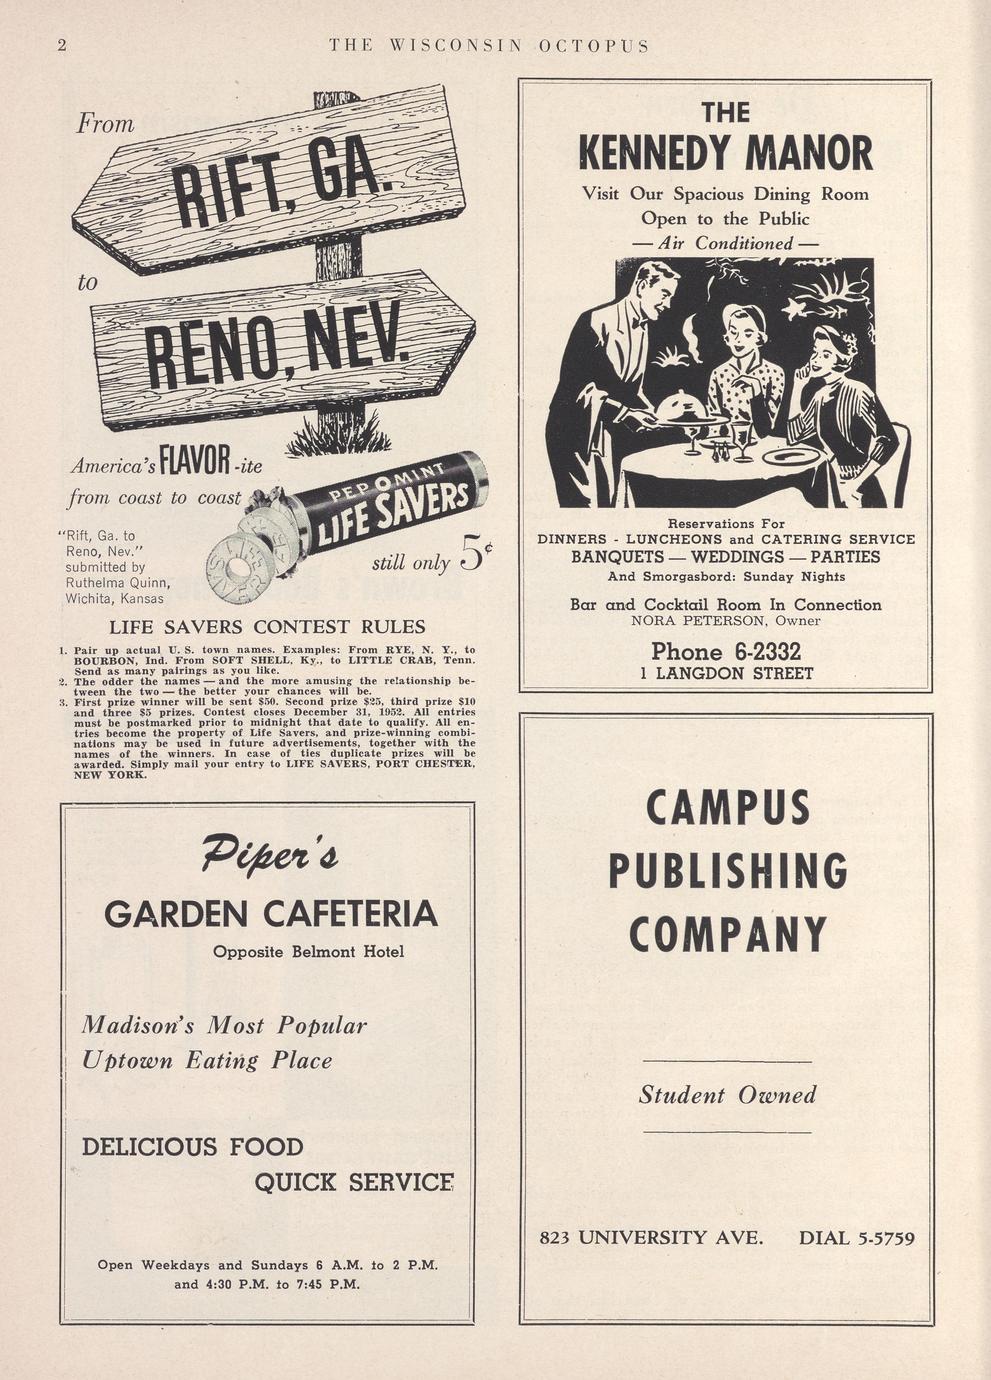 2
THE WISCONSIN OCTOPUS
From
RIFT, GA.
to
RENO, NEV.
America's FLAVOR-ite
from coast to coast
PEP O MINT
LIFE SAVERS
still only 5¢
"Rift, Ga. to
Reno, Nev."
submitted by
Ruthelma Quinn,
Wichita, Kansas
LIFE SAVERS CONTEST RULES
1. Pair up actual U. S. town names. Examples: From RYE, N. Y., to
BOURBON, Ind. From SOFT SHELL, Ky., to LITTLE CRAB, Tenn.
Send as many pairings as you like.
2. The odder the names — and the more amusing the relationship be-
tween the two — the better your chances will be.
3. First prize winner will be sent $50. Second prize $25, third prize $10
and three $5 prizes. Contest closes December 31, 1952. All entries
must be postmarked prior to midnight that date to qualify. All en-
tries become the property of Life Savers, and prize-winning combi-
nations may be used in future advertisements, together with the
names of the winners. In case of ties duplicate prizes will be
awarded. Simply mail your entry to LIFE SAVERS, PORT CHESTER,
NEW YORK.
Piper's
GARDEN CAFETERIA
Opposite Belmont Hotel
Madison's Most Popular
Uptown Eating Place
DELICIOUS FOOD
QUICK SERVICE
Open Weekdays and Sundays 6 A.M. to 2 P.M.
and 4:30 P.M. to 7:45 P.M.
THE
KENNEDY MANOR
Visit Our Spacious Dining Room
Open to the Public
— Air Conditioned —
Reservations For
DINNERS - LUNCHEONS and CATERING SERVICE
BANQUETS — WEDDINGS — PARTIES
And Smorgasbord: Sunday Nights
Bar and Cocktail Room In Connection
NORA PETERSON, Owner
Phone 6-2332
1 LANGDON STREET
CAMPUS
PUBLISHING
COMPANY
Student Owned
823 UNIVERSITY AVE. DIAL 5-5759